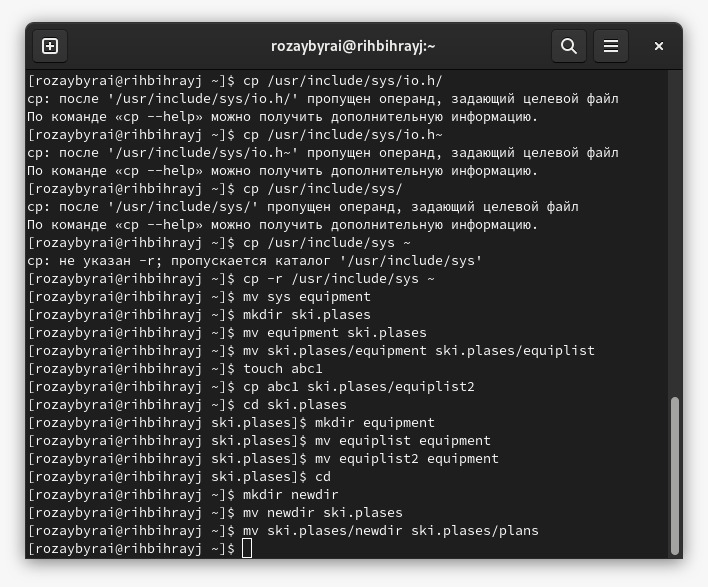 rozaybyrai@rihbihrayj:~
[rozaybyrai@rihbihrayj ~]$ cp /usr/include/sys/io.h/
cp: после '/usr/include/sys/io.h/' пропущен операнд, задающий целевой файл
По команде «cp --help» можно получить дополнительную информацию.
[rozaybyrai@rihbihrayj ~]$ cp /usr/include/sys/io.h~
cp: после '/usr/include/sys/io.h~' пропущен операнд, задающий целевой файл
По команде «cp --help» можно получить дополнительную информацию.
[rozaybyrai@rihbihrayj ~]$ cp /usr/include/sys/
cp: после '/usr/include/sys/' пропущен операнд, задающий целевой файл
По команде «cp --help» можно получить дополнительную информацию.
[rozaybyrai@rihbihrayj ~]$ cp /usr/include/sys ~
cp: не указан -r; пропускается каталог '/usr/include/sys'
[rozaybyrai@rihbihrayj ~]$ cp -r /usr/include/sys ~
[rozaybyrai@rihbihrayj ~]$ mv sys equipment
[rozaybyrai@rihbihrayj ~]$ mkdir ski.plases
[rozaybyrai@rihbihrayj ~]$ mv equipment ski.plases
[rozaybyrai@rihbihrayj ~]$ mv ski.plases/equipment ski.plases/equiplist
[rozaybyrai@rihbihrayj ~]$ touch abc1
[rozaybyrai@rihbihrayj ~]$ cp abc1 ski.plases/equiplist2
[rozaybyrai@rihbihrayj ~]$ cd ski.plases
[rozaybyrai@rihbihrayj ski.plases]$ mkdir equipment
[rozaybyrai@rihbihrayj ski.plases]$ mv equiplist equipment
[rozaybyrai@rihbihrayj ski.plases]$ mv equiplist2 equipment
[rozaybyrai@rihbihrayj ski.plases]$ cd
[rozaybyrai@rihbihrayj ~]$ mkdir newdir
[rozaybyrai@rihbihrayj ~]$ mv newdir ski.plases
[rozaybyrai@rihbihrayj ~]$ mv ski.plases/newdir ski.plases/plans
[rozaybyrai@rihbihrayj ~]$